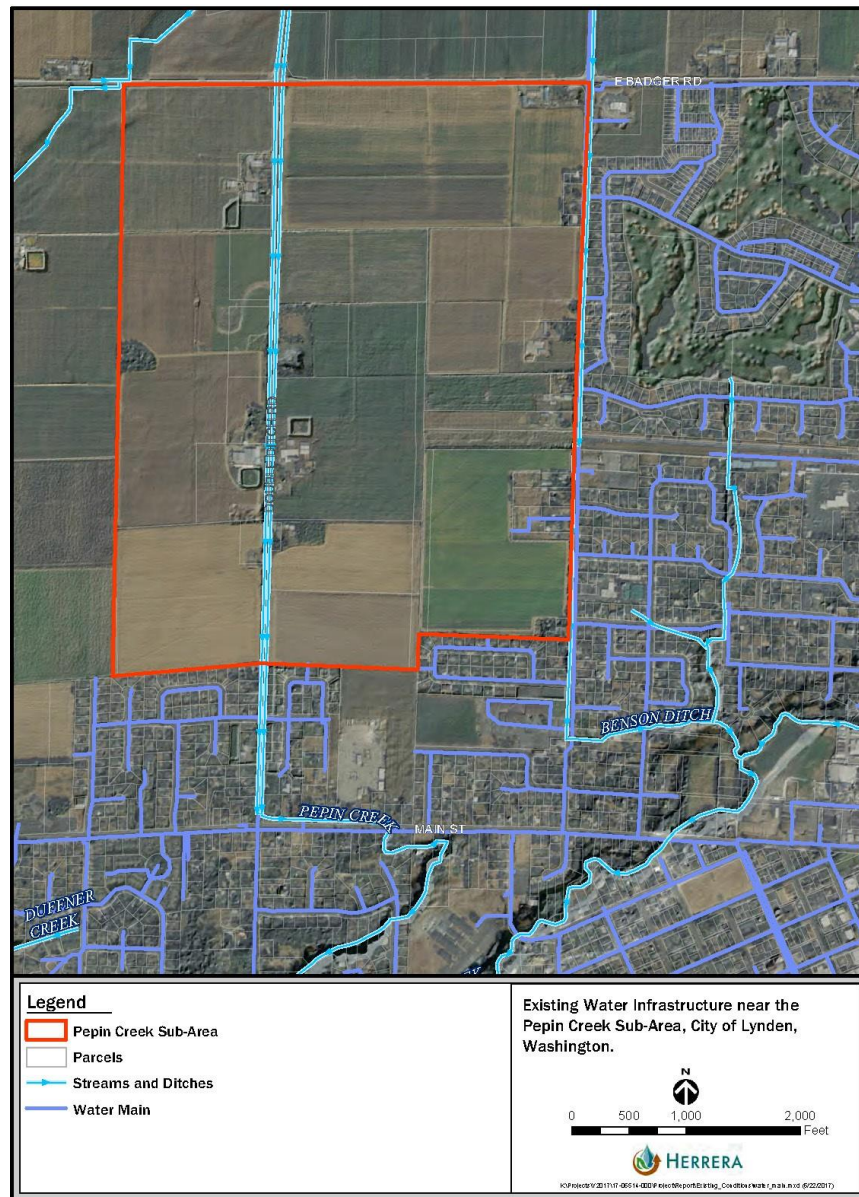 E BADGER RD
BENSON DITCH
PEPIN CREEK
MAIN ST
DUFFNER
CREEK
Legend
Pepin Creek Sub-Area
Parcels
Streams and Ditches
Water Main
Existing Water Infrastructure near the
Pepin Creek Sub-Area, City of Lynden,
Washington.
N
0 500 1,000 2,000
Feet
HERRERA